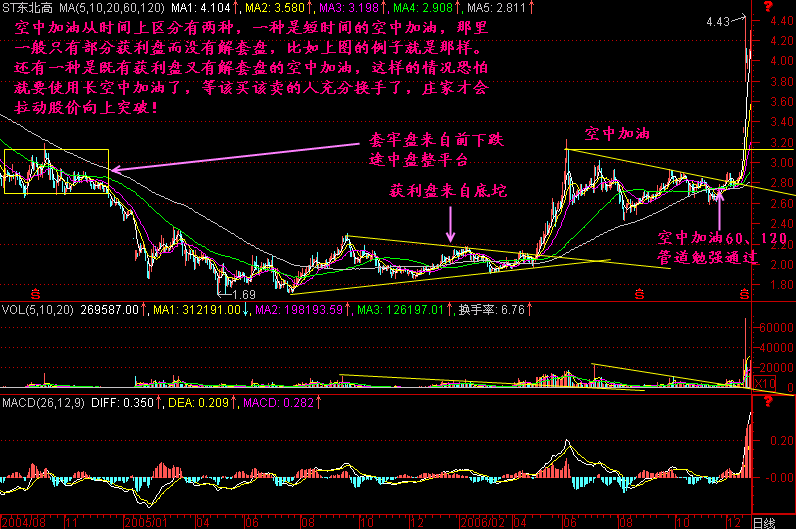 ST东北高 MA(5,10,20,60,120) MA1: 4.104↑, MA2: 3.580↑, MA3: 3.198↑, MA4: 2.908↑, MA5: 2.811↑ ?
空中加油从时间上区分有两种，一种是短时间的空中加油，那里
一般只有部分获利盘而没有解套盘，比如上图的例子就是那样。
还有一种是既有获利盘又有解套盘的空中加油，这样的情况恐怕
就要使用长空中加油了，等该买该卖的人充分换手了，庄家才会
拉动股价向上突破！
4.43
4.40
4.20
4.00
3.80
3.60
3.40
3.20
3.00
2.80
2.60
2.40
2.20
2.00
1.80
套牢盘来自前下跌
途中盘整平台
空中加油
获利盘来自底坑
空中加油60、120
管道勉强通过
1.69
S S S
VOL(5,10,20) 269587.00↑, MA1: 312191.00↓, MA2: 198193.59↑, MA3: 126197.01↑, 换手率: 6.76↑
60000
40000
20000
X10
MACD(26,12,9) DIFF: 0.350↑, DEA: 0.209↑, MACD: 0.282↑ ?
0.20
-0.00
2004/08 11 2005/01 04 06 08 10 12 2006/02 04 06 08 10 12 日线